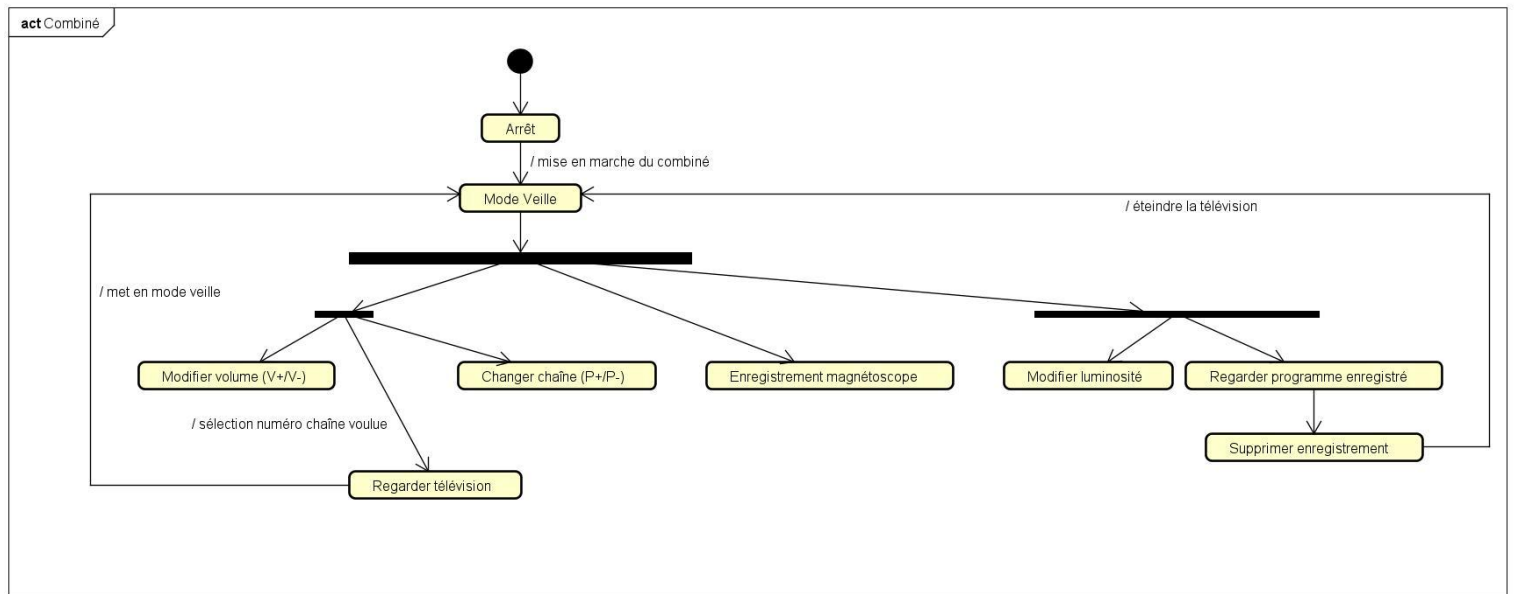 act Combiné
Arrêt
/ mise en marche du combiné
Mode Veille
/ éteindre la télévision
/ met en mode veille
Modifier volume (V+/V-)
Changer chaîne (P+/P-)
Enregistrement magnétoscope
Modifier luminosité
Regarder programme enregistré
/ sélection numéro chaîne voulue
Supprimer enregistrement
Regarder télévision